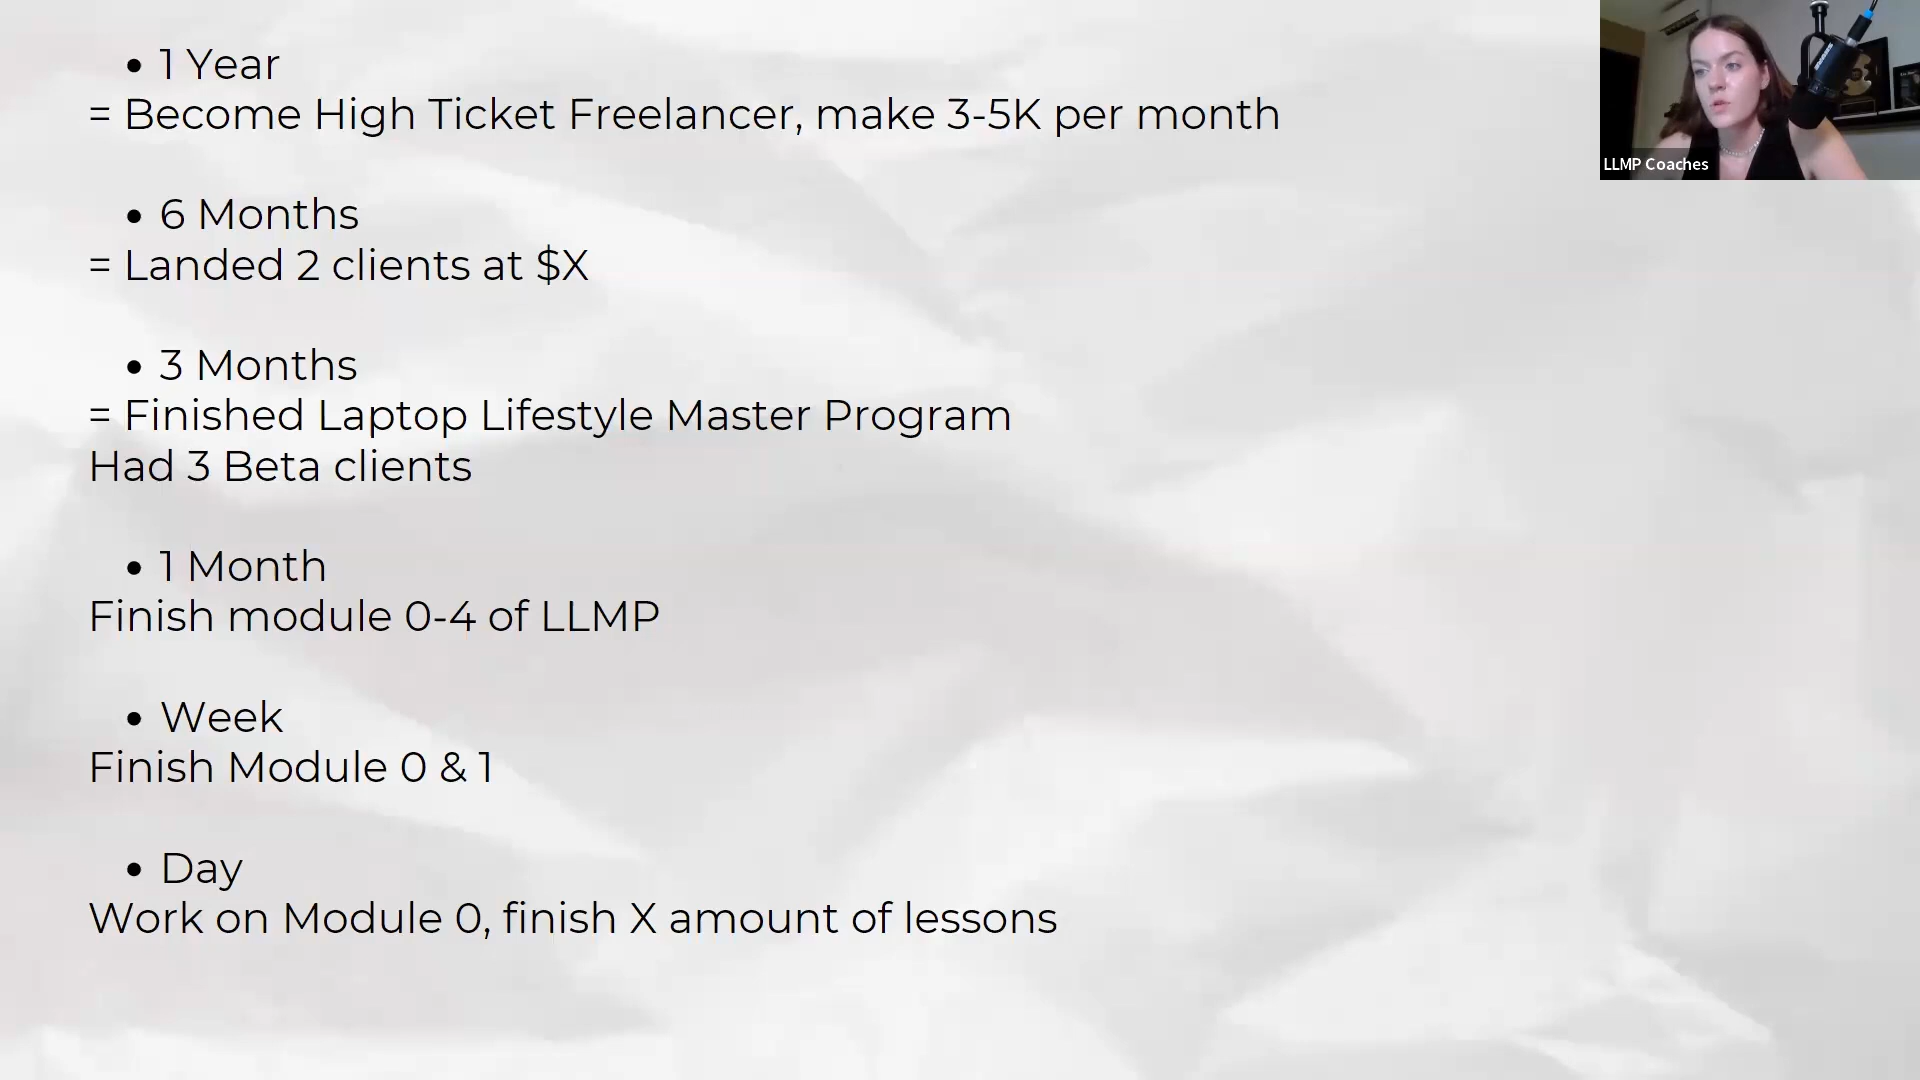 • 1 Year
= Become High Ticket Freelancer, make 3-5K per month
• 6 Months
= Landed 2 clients at $X
• 3 Months
= Finished Laptop Lifestyle Master Program
Had 3 Beta clients
• 1 Month
Finish module 0-4 of LLMP
• Week
Finish Module 0 & 1
• Day
Work on Module 0, finish X amount of lessons
LLMP Coaches